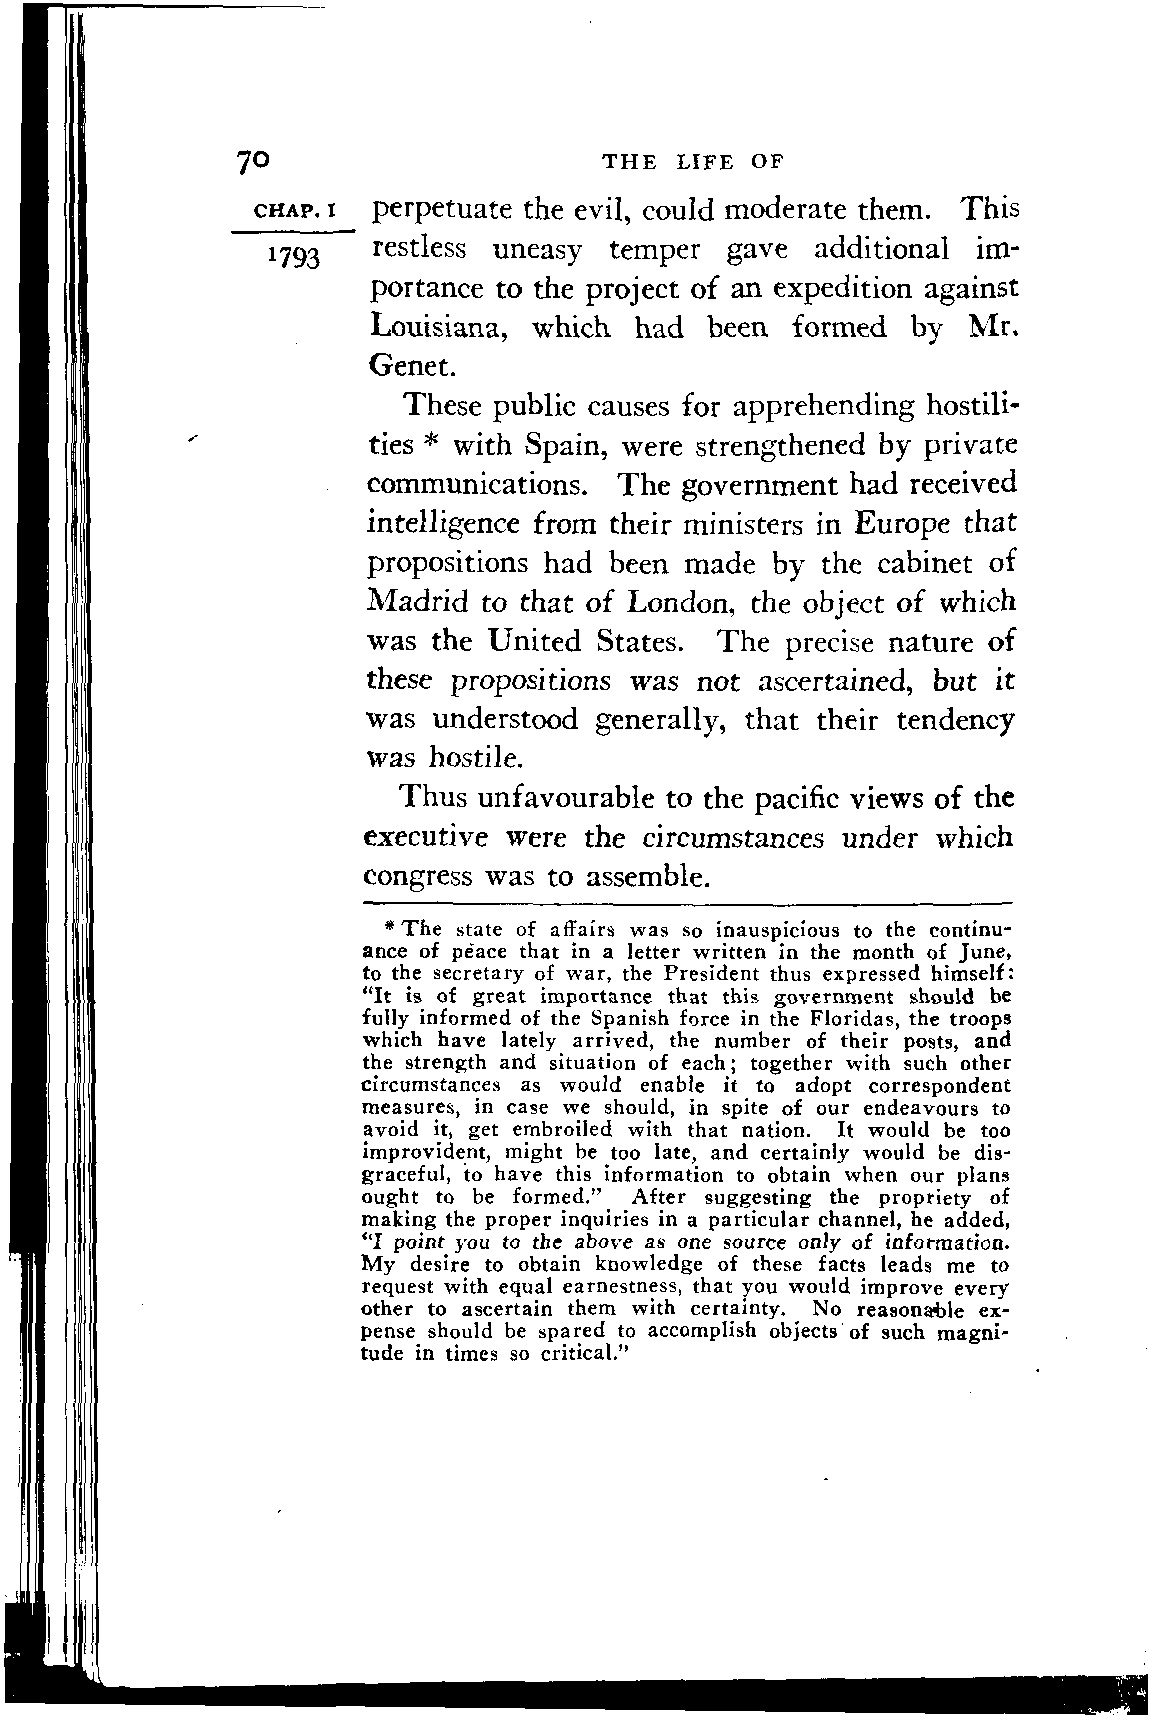 70 THE LIFE OF
CHAP. I
1793
perpetuate the evil, could moderate them. This
restless uneasy temper gave additional im-
portance to the project of an expedition against
Louisiana, which had been formed by Mr.
Genet.
These public causes for apprehending hostili-
ties * with Spain, were strengthened by private
communications. The government had received
intelligence from their ministers in Europe that
propositions had been made by the cabinet of
Madrid to that of London, the object of which
was the United States. The precise nature of
these propositions was not ascertained, but it
was understood generally, that their tendency
was hostile.
Thus unfavourable to the pacific views of the
executive were the circumstances under which
congress was to assemble.
* The state of affairs was so inauspicious to the continu-
ance of peace that in a letter written in the month of June,
to the secretary of war, the President thus expressed himself:
"It is of great importance that this government should be
fully informed of the Spanish force in the Floridas, the troops
which have lately arrived, the number of their posts, and
the strength and situation of each; together with such other
circumstances as would enable it to adopt correspondent
measures, in case we should, in spite of our endeavours to
avoid it, get embroiled with that nation. It would be too
improvident, might be too late, and certainly would be dis-
graceful, to have this information to obtain when our plans
ought to be formed." After suggesting the propriety of
making the proper inquiries in a particular channel, he added,
"I point you to the above as one source only of information.
My desire to obtain knowledge of these facts leads me to
request with equal earnestness, that you would improve every
other to ascertain them with certainty. No reasonable ex-
pense should be spared to accomplish objects of such magni-
tude in times so critical."